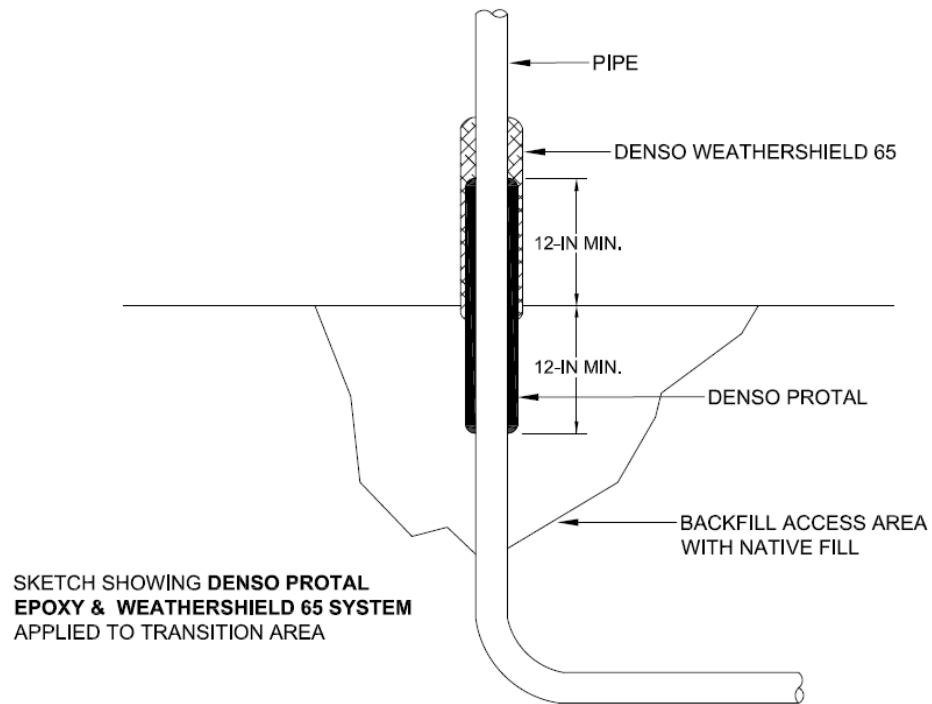 PIPE
DENSO WEATHERSHIELD 65
12-IN MIN.
12-IN MIN.
DENSO PROTAL
BACKFILL ACCESS AREA
WITH NATIVE FILL
SKETCH SHOWING DENSO PROTAL
EPOXY & WEATHERSHIELD 65 SYSTEM
APPLIED TO TRANSITION AREA